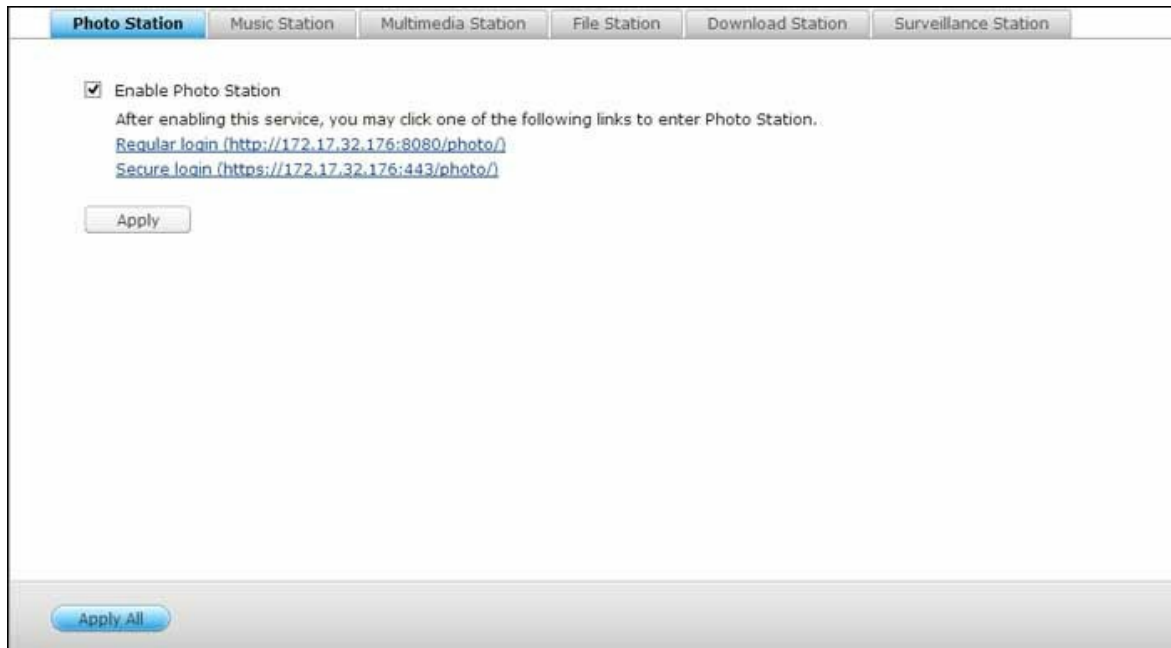 Photo Station Music Station Multimedia Station File Station Download Station Surveillance Station
Enable Photo Station
After enabling this service, you may click one of the following links to enter Photo Station.
Regular login (http://172.17.32.176:8080/photo/)
Secure login (https://172.17.32.176:443/photo/)
Apply
Apply All